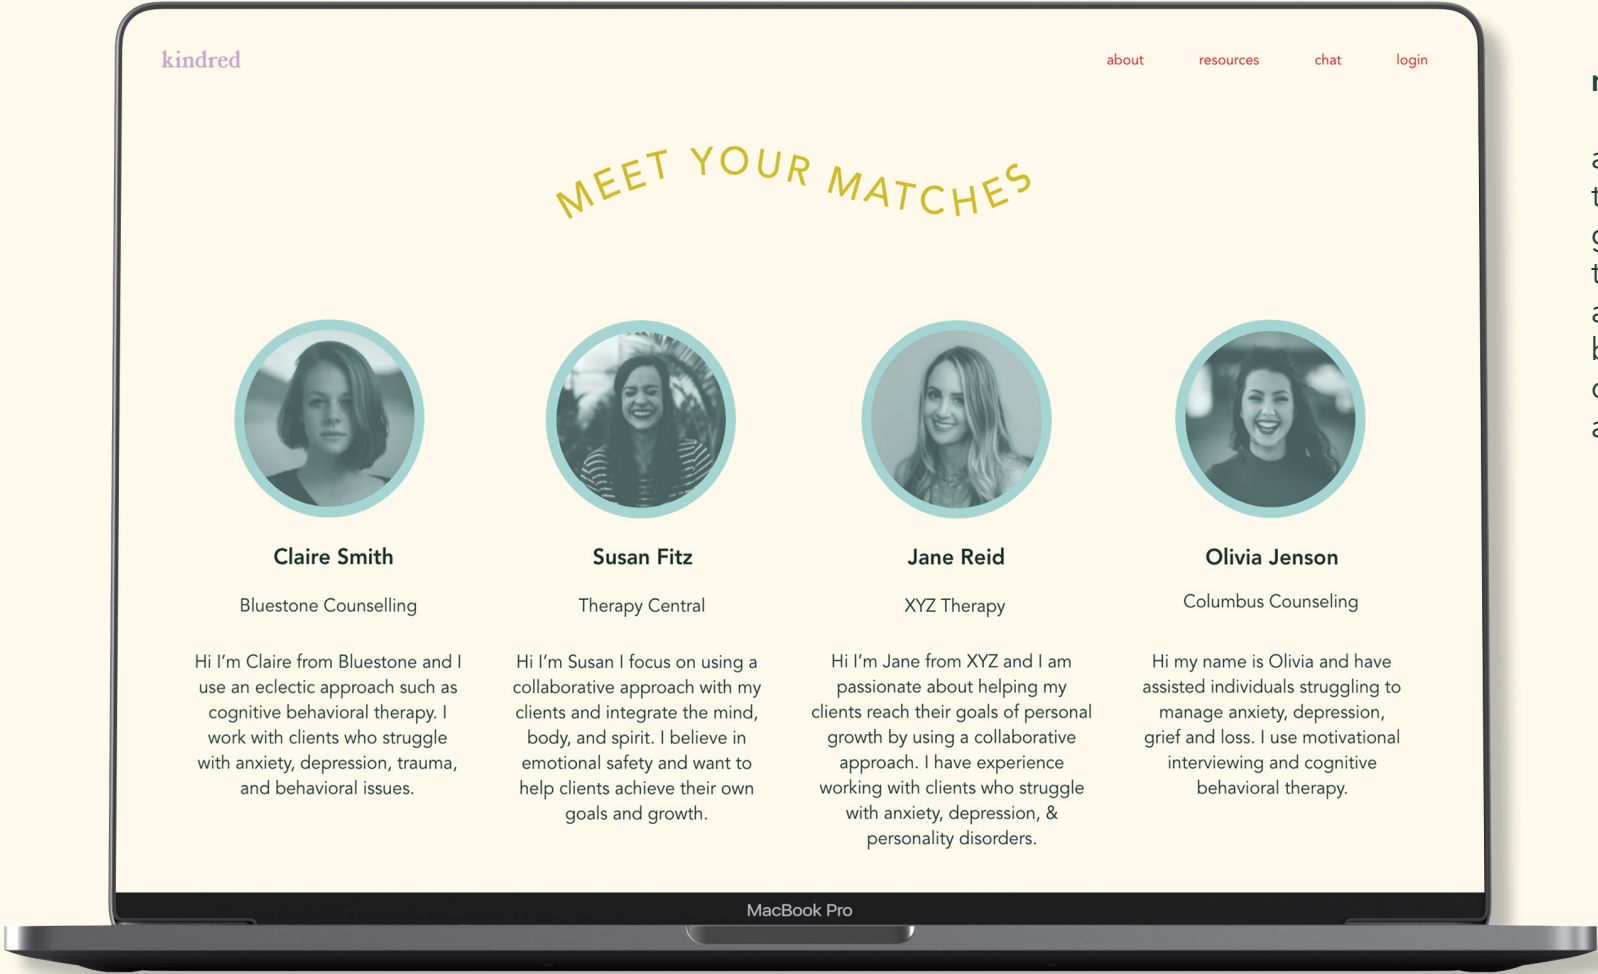 kindred
about resources chat login
MEET YOUR MATCHES
Claire Smith
Bluestone Counselling
Hi I'm Claire from Bluestone and I
use an eclectic approach such as
cognitive behavioral therapy. I
work with clients who struggle
with anxiety, depression, trauma,
and behavioral issues.
Susan Fitz
Therapy Central
Hi I'm Susan I focus on using a
collaborative approach with my
clients and integrate the mind,
body, and spirit. I believe in
emotional safety and want to
help clients achieve their own
goals and growth.
Jane Reid
XYZ Therapy
Hi I'm Jane from XYZ and I am
passionate about helping my
clients reach their goals of personal
growth by using a collaborative
approach. I have experience
working with clients who struggle
with anxiety, depression, &
personality disorders.
Olivia Jenson
Columbus Counseling
Hi my name is Olivia and have
assisted individuals struggling to
manage anxiety, depression,
grief and loss. I use motivational
interviewing and cognitive
behavioral therapy.
MacBook Pro